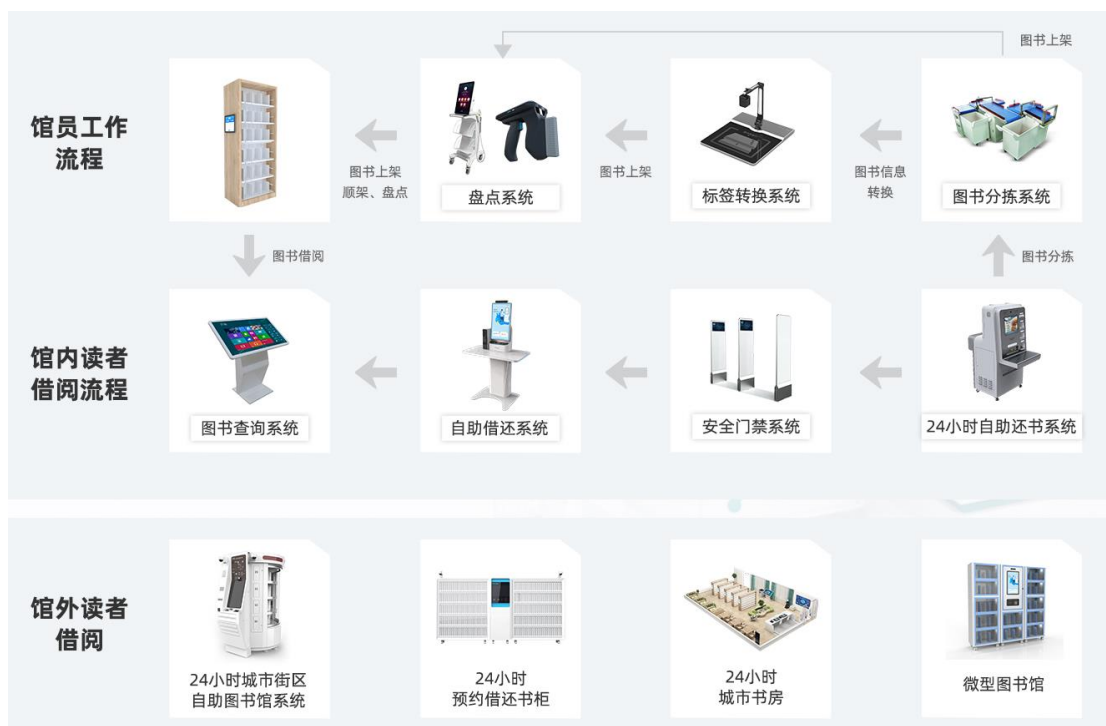 图书上架
馆员工作
流程
图书上架
顺架、盘点
盘点系统
图书上架
标签转换系统
图书信息
转换
图书分拣系统
图书借阅
图书分拣
馆内读者
借阅流程
图书查询系统
自助借还系统
安全门禁系统
24小时自助还书系统
馆外读者
借阅
24小时城市街区
自助图书馆系统
24小时
预约借还书柜
24小时
城市书房
微型图书馆